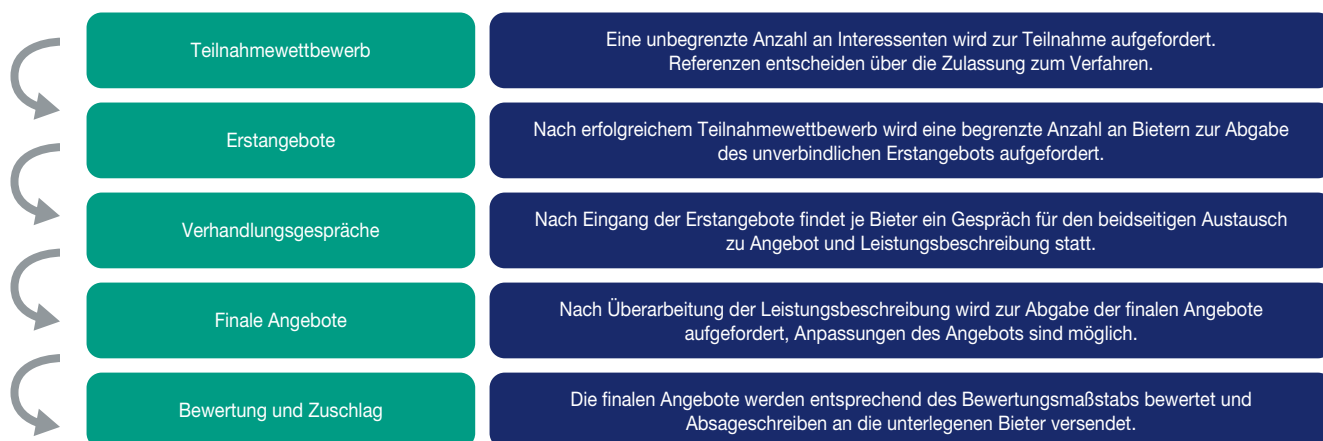 Teilnahmewettbewerb
Eine unbegrenzte Anzahl an Interessenten wird zur Teilnahme aufgefordert.
Referenzen entscheiden über die Zulassung zum Verfahren.
Erstangebote
Nach erfolgreichem Teilnahmewettbewerb wird eine begrenzte Anzahl an Bietern zur Abgabe
des unverbindlichen Erstangebots aufgefordert.
Verhandlungsgespräche
Nach Eingang der Erstangebote findet je Bieter ein Gespräch für den beidseitigen Austausch
zu Angebot und Leistungsbeschreibung statt.
Finale Angebote
Nach Überarbeitung der Leistungsbeschreibung wird zur Abgabe der finalen Angebote
aufgefordert, Anpassungen des Angebots sind möglich.
Bewertung und Zuschlag
Die finalen Angebote werden entsprechend des Bewertungsmaßstabs bewertet und
Absageschreiben an die unterlegenen Bieter versendet.